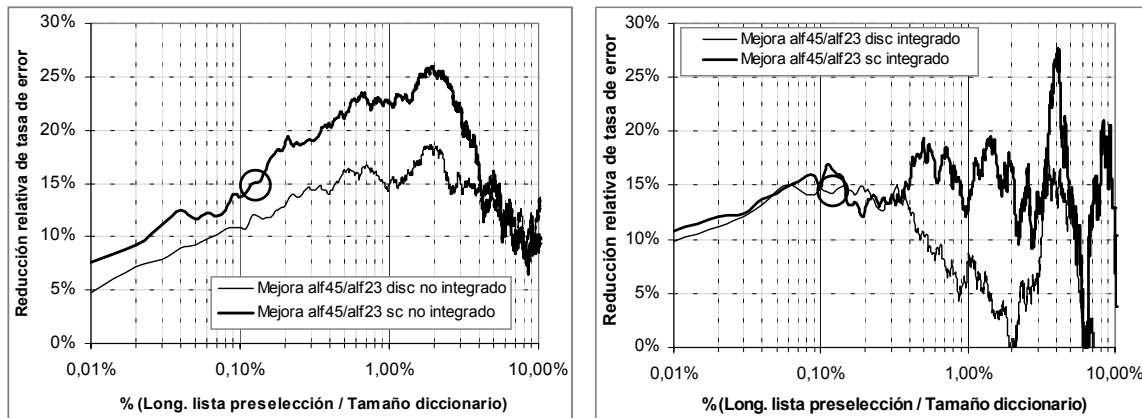 Reducción relativa de tasa de error
30%
25%
20%
15%
10%
5%
0%
Mejora alf45/alf23 disc no integrado
Mejora alf45/alf23 sc no integrado
0,01%
0,10%
1,00%
10,00%
% (Long. lista preselección / Tamaño diccionario)
Reducción relativa de tasa de error
30%
25%
20%
15%
10%
5%
0%
Mejora alf45/alf23 disc integrado
Mejora alf45/alf23 sc integrado
0,01%
0,10%
1,00%
10,00%
% (Long. lista preselección / Tamaño diccionario)